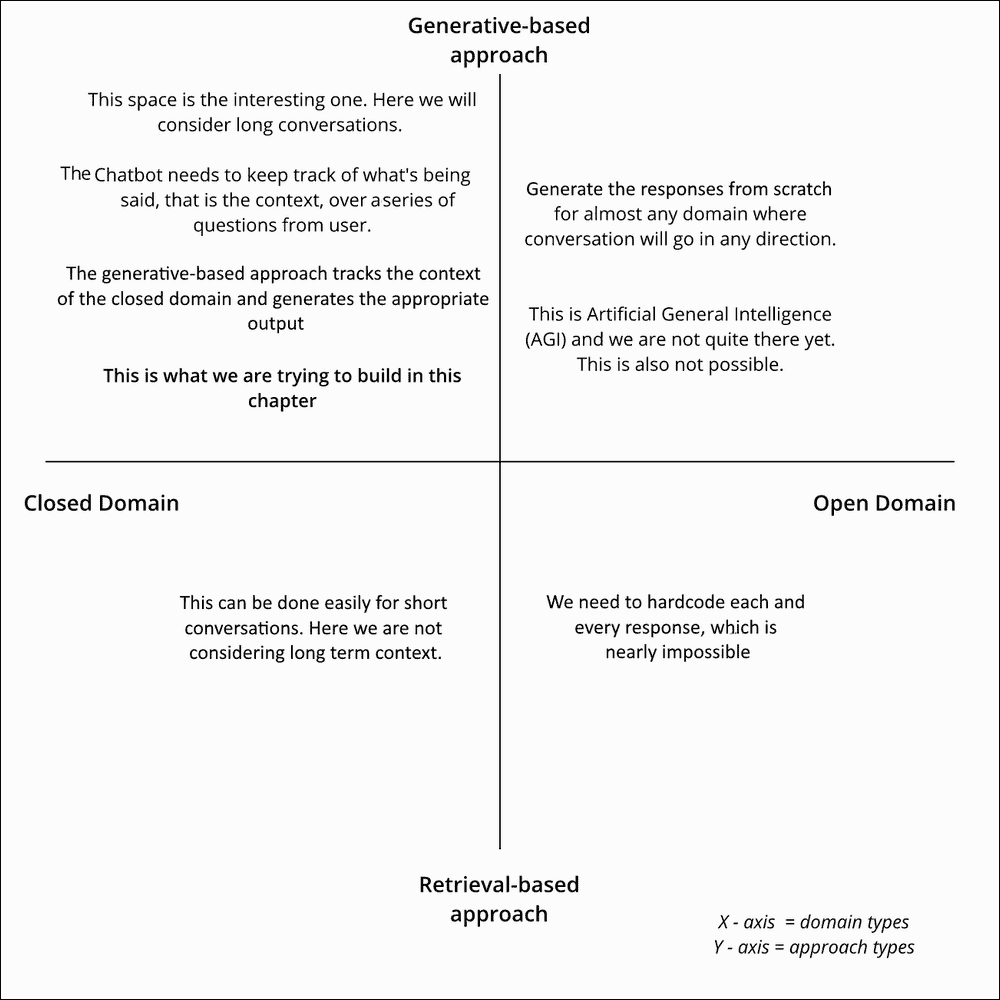 Generative-based
approach
This space is the interesting one. Here we will
consider long conversations.
The Chatbot needs to keep track of what's being
said, that is the context, over aseries of
questions from user.
The generative-based approach tracks the context
of the closed domain and generates the appropriate
output
This is what we are trying to build in this
chapter
Generate the responses from scratch
for almost any domain where
conversation will go in any direction.
This is Artificial General Intelligence
(AGI) and we are not quite there yet.
This is also not possible.
Closed Domain
Open Domain
This can be done easily for short
conversations. Here we are not
considering long term context.
We need to hardcode each and
every response, which is
nearly impossible
Retrieval-based
approach
X - axis = domain types
Y - axis = approach types